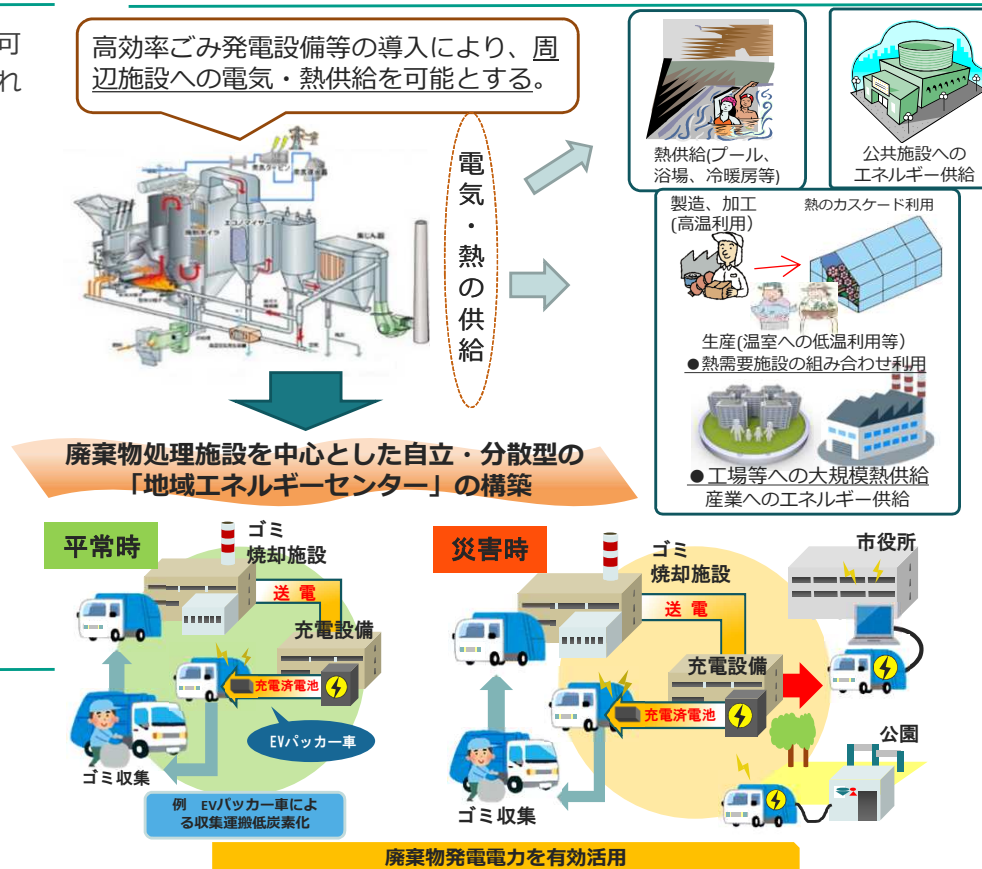 可
れ
高効率ごみ発電設備等の導入により、周
辺施設への電気・熱供給を可能とする。
電気・熱の供給
熱供給(プール、
浴場、冷暖房等)
公共施設への
エネルギー供給
製造、加工
(高温利用)
熱のカスケード利用
生産(温室への低温利用等)
●熱需要施設の組み合わせ利用
●工場等への大規模熱供給
産業へのエネルギー供給
エコノマイザー
廃棄物処理施設を中心とした自立・分散型の
「地域エネルギーセンター」の構築
平常時
ゴミ
焼却施設
送電
充電設備
充電済電池
EVパッカー車
ゴミ収集
例 EVパッカー車によ
る収集運搬低炭素化
災害時
ゴミ
焼却施設
送電
市役所
充電設備
充電済電池
公園
ゴミ収集
廃棄物発電電力を有効活用